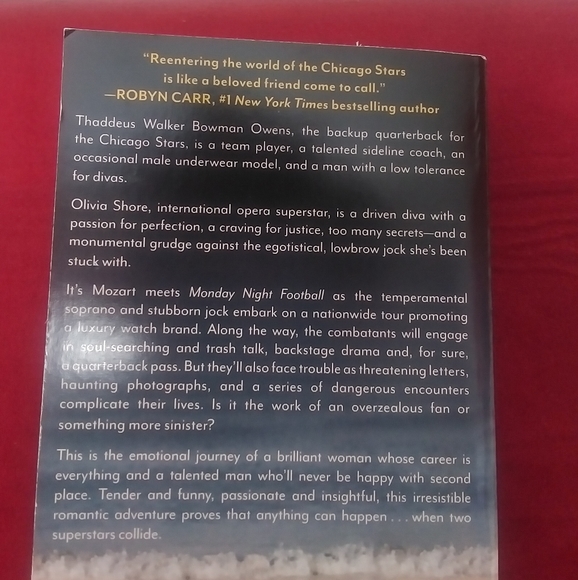 “Reentering the world of the Chicago Stars
is like a beloved friend come to call.”
—ROBYN CARR, #1 New York Times bestselling author
Thaddeus Walker Bowman Owens, the backup quarterback for
the Chicago Stars, is a team player, a talented sideline coach, an
occasional male underwear model, and a man with a low tolerance
for divas.
Olivia Shore, international opera superstar, is a driven diva with a
passion for perfection, a craving for justice, too many secrets—and a
monumental grudge against the egotistical, lowbrow jock she’s been
stuck with.
It’s Mozart meets Monday Night Football as the temperamental
soprano and stubborn jock embark on a nationwide tour promoting
a luxury watch brand. Along the way, the combatants will engage
in soul-searching and trash talk, backstage drama and, for sure,
a quarterback pass. But they’ll also face trouble as threatening letters,
haunting photographs, and a series of dangerous encounters
complicate their lives. Is it the work of an overzealous fan or
something more sinister?
This is the emotional journey of a brilliant woman whose career is
everything and a talented man who’ll never be happy with second
place. Tender and funny, passionate and insightful, this irresistible
romantic adventure proves that anything can happen . . . when two
superstars collide.